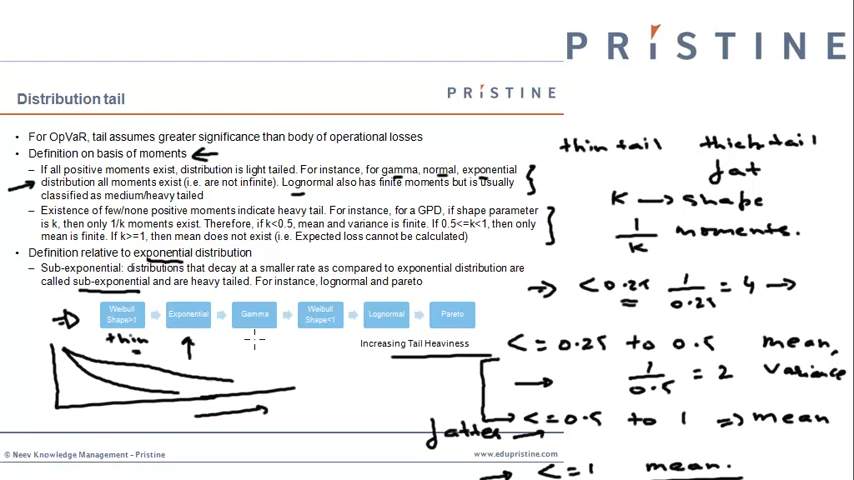 PRiSTINE
Distribution tail
PRiSTINE
• For OpVaR, tail assumes greater significance than body of operational losses
• Definition on basis of moments
– If all positive moments exist, distribution is light tailed. For instance, for gamma, normal, exponential
distribution all moments exist (i.e. are not infinite). Lognormal also has finite moments but is usually
classified as medium/heavy tailed
– Existence of few/none positive moments indicate heavy tail. For instance, for a GPD, if shape parameter
is k, then only 1/k moments exist. Therefore, if k<0.5, mean and variance is finite. If 0.5<=k<1, then only
mean is finite. If k>=1, then mean does not exist (i.e. Expected loss cannot be calculated)
• Definition relative to exponential distribution
– Sub-exponential: distributions that decay at a smaller rate as compared to exponential distribution are
called sub-exponential and are heavy tailed. For instance, lognormal and pareto
Weibull Shape>1
Exponential
Gamma
Weibull Shape<1
Lognormal
Pareto
thin
Increasing Tail Heaviness
fatter
© Neev Knowledge Management – Pristine
www.edupristine.com
thin tail thick tail
fat
K → shape
1/K moments.
→ <0.25 1/0.25 = 4 →
<=0.25 to 0.5 mean,
→ 1/0.5 = 2 variance
<=0.5 to 1 => mean
→ <=1 mean.